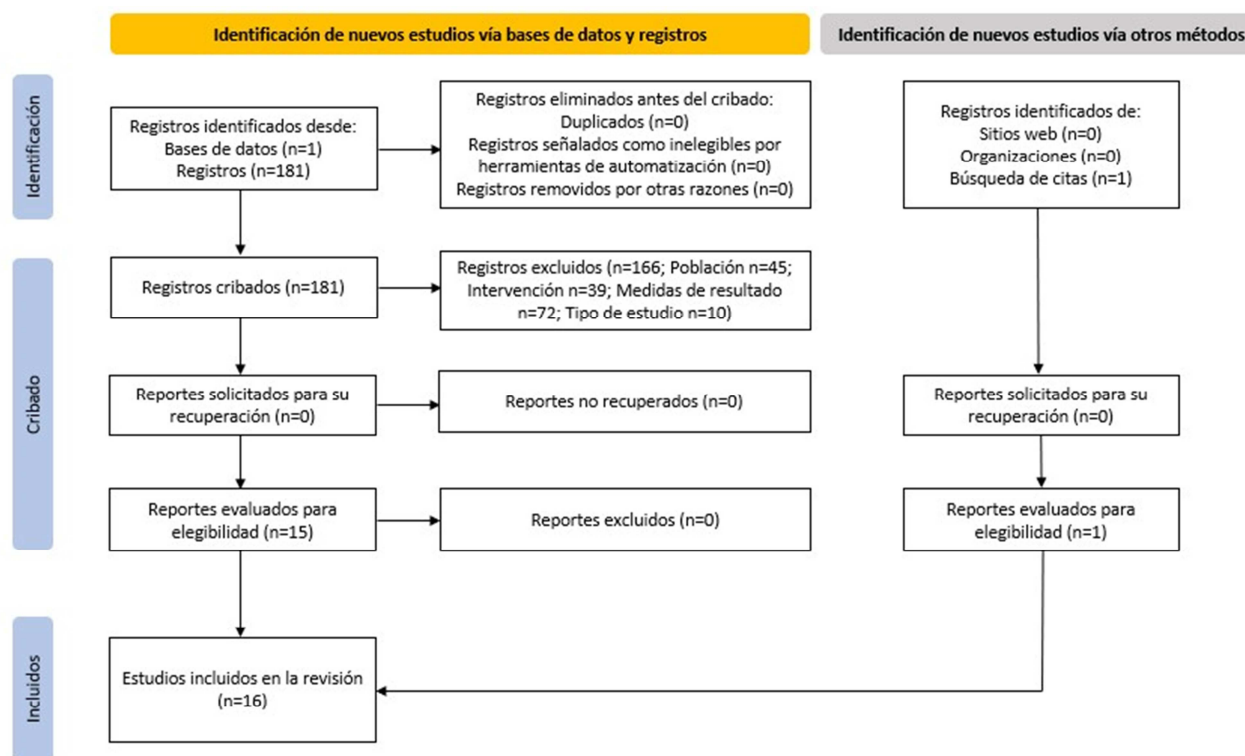 Identificación de nuevos estudios vía bases de datos y registros
Identificación de nuevos estudios vía otros métodos
Identificación
Registros identificados desde:
Bases de datos (n=1)
Registros (n=181)
Registros eliminados antes del cribado:
Duplicados (n=0)
Registros señalados como inelegibles por
herramientas de automatización (n=0)
Registros removidos por otras razones (n=0)
Registros identificados de:
Sitios web (n=0)
Organizaciones (n=0)
Búsqueda de citas (n=1)
Cribado
Registros cribados (n=181)
Registros excluidos (n=166; Población n=45;
Intervención n=39; Medidas de resultado
n=72; Tipo de estudio n=10)
Reportes solicitados para su
recuperación (n=0)
Reportes no recuperados (n=0)
Reportes solicitados para su
recuperación (n=0)
Reportes evaluados para
elegibilidad (n=15)
Reportes excluidos (n=0)
Reportes evaluados para
elegibilidad (n=1)
Incluidos
Estudios incluidos en la revisión
(n=16)